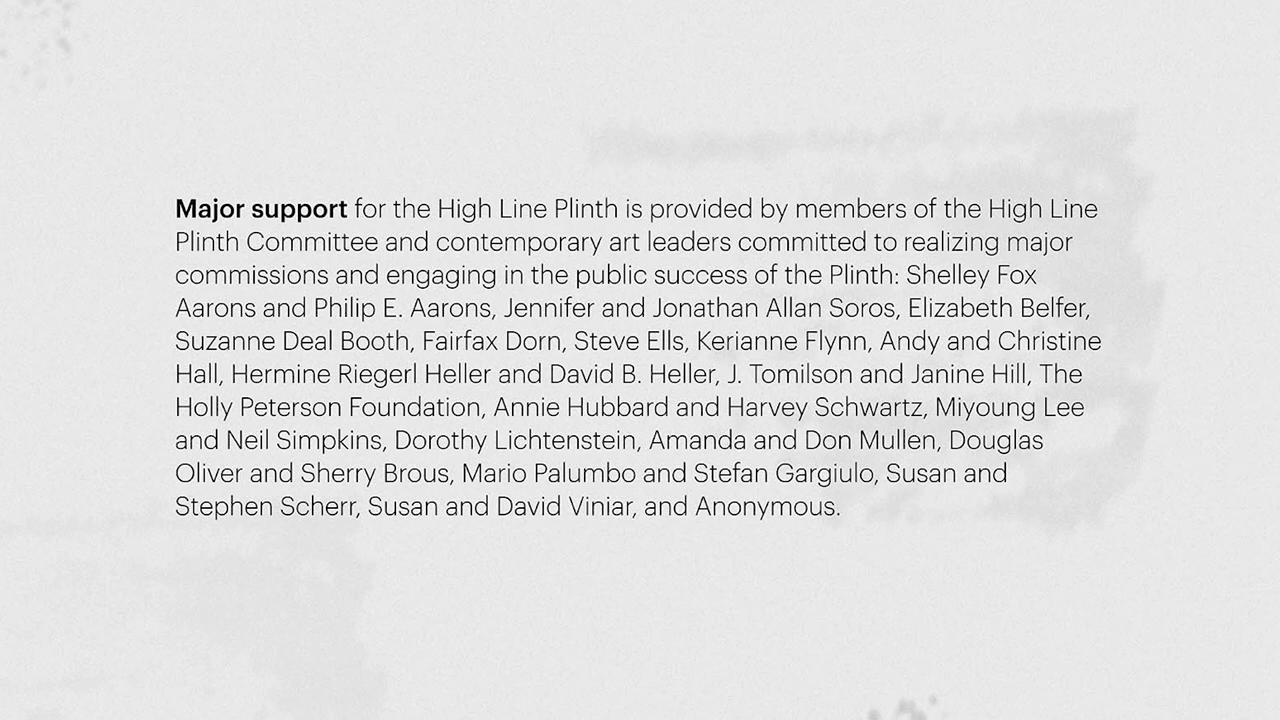 Major support for the High Line Plinth is provided by members of the High Line
Plinth Committee and contemporary art leaders committed to realizing major
commissions and engaging in the public success of the Plinth: Shelley Fox
Aarons and Philip E. Aarons, Jennifer and Jonathan Allan Soros, Elizabeth Belfer,
Suzanne Deal Booth, Fairfax Dorn, Steve Ells, Kerianne Flynn, Andy and Christine
Hall, Hermine Riegerl Heller and David B. Heller, J. Tomilson and Janine Hill, The
Holly Peterson Foundation, Annie Hubbard and Harvey Schwartz, Miyoung Lee
and Neil Simpkins, Dorothy Lichtenstein, Amanda and Don Mullen, Douglas
Oliver and Sherry Brous, Mario Palumbo and Stefan Gargiulo, Susan and
Stephen Scherr, Susan and David Viniar, and Anonymous.